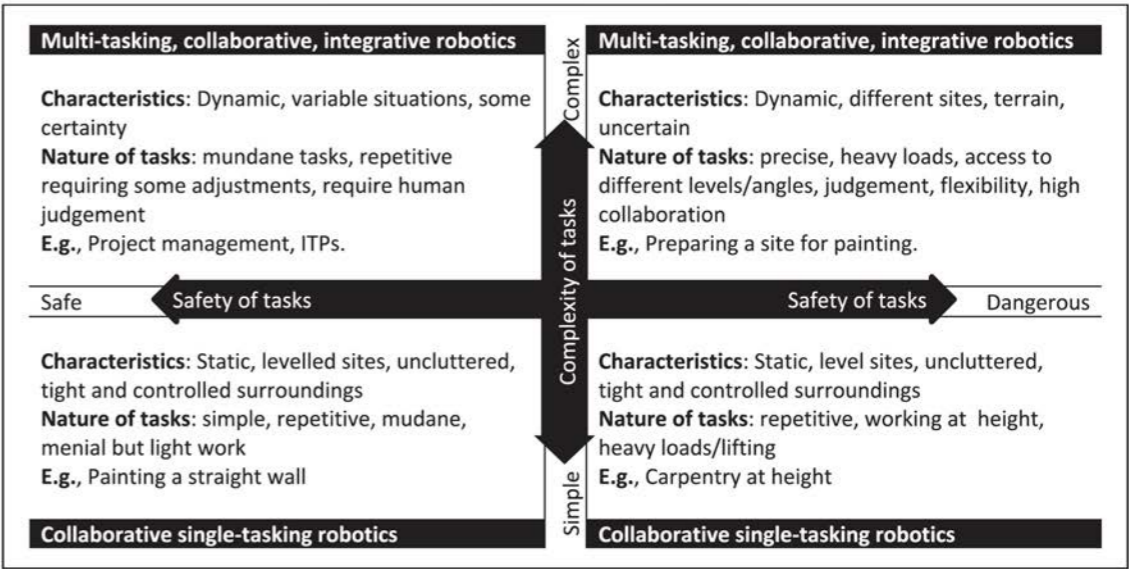 Multi-tasking, collaborative, integrative robotics
Characteristics: Dynamic, variable situations, some
certainty
Nature of tasks: mundane tasks, repetitive
requiring some adjustments, require human
judgement
E.g., Project management, ITPs.
Multi-tasking, collaborative, integrative robotics
Characteristics: Dynamic, different sites, terrain,
uncertain
Nature of tasks: precise, heavy loads, access to
different levels/angles, judgement, flexibility, high
collaboration
E.g., Preparing a site for painting.
Complex
Complexity of tasks
Simple
Safe
Safety of tasks
Safety of tasks
Dangerous
Characteristics: Static, levelled sites, uncluttered,
tight and controlled surroundings
Nature of tasks: simple, repetitive, mudane,
menial but light work
E.g., Painting a straight wall
Collaborative single-tasking robotics
Characteristics: Static, level sites, uncluttered,
tight and controlled surroundings
Nature of tasks: repetitive, working at height,
heavy loads/lifting
E.g., Carpentry at height
Collaborative single-tasking robotics